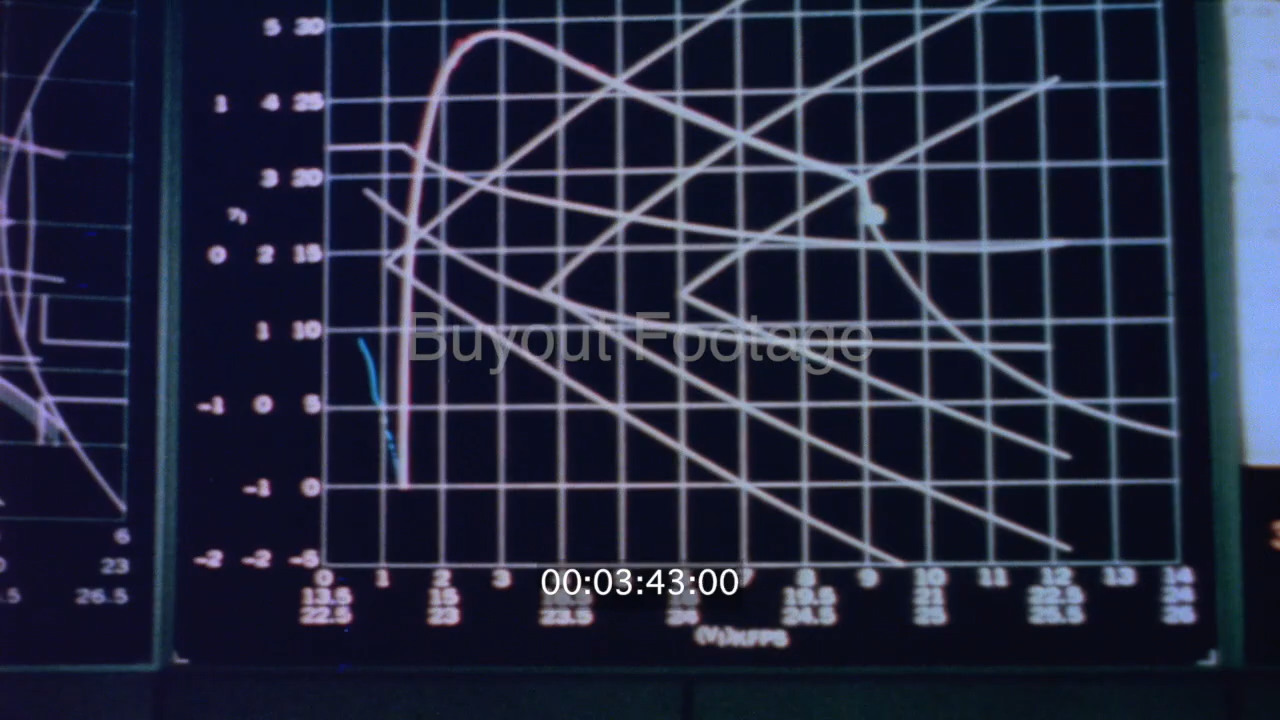 5 30
1 4 25
3 20
γ)
0 2 15
1 10
-1 0 5
-1 0
-2 -2 -5
0 1 2 3 7 8 9 10 11 12 13 14
13.5 15 19.5 21 22.5 24
22.5 23 23.5 24 24.5 25 25.5 26
(V₁)KFPS
6
23
26.5
Buyout Footage
00:03:43:00